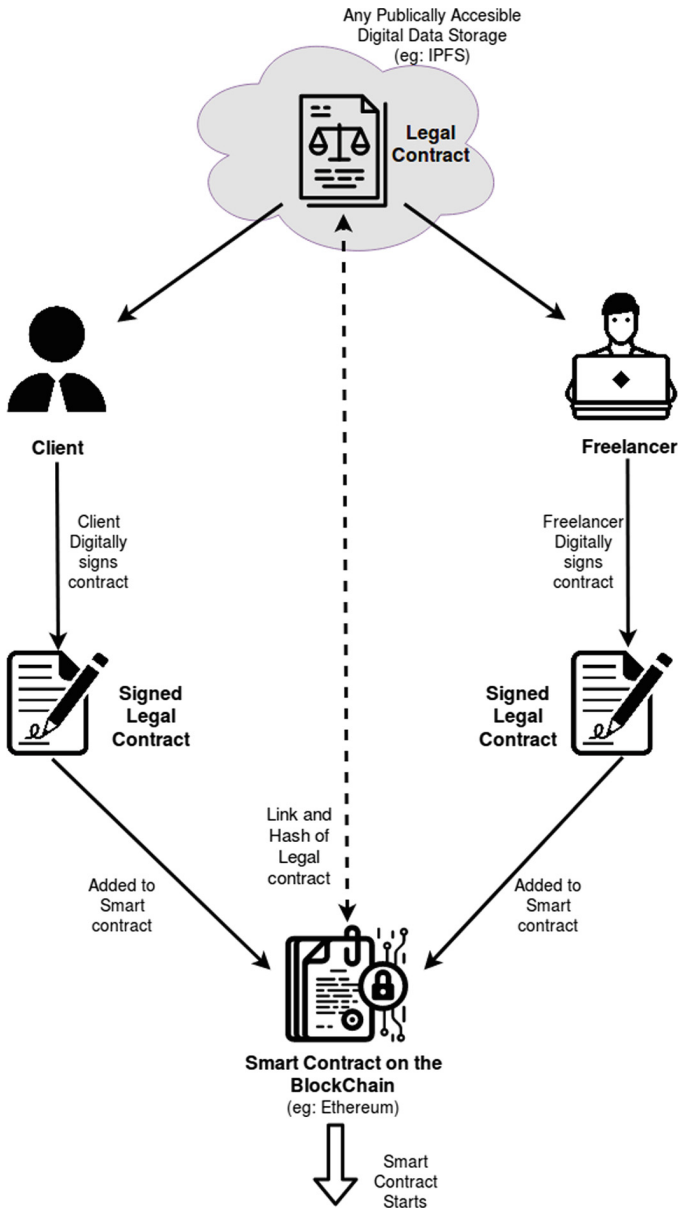 Any Publically Accesible
Digital Data Storage
(eg: IPFS)
Legal
Contract
Client
Freelancer
Client
Digitally
signs
contract
Freelancer
Digitally
signs
contract
Signed
Legal
Contract
Signed
Legal
Contract
Link and
Hash of
Legal
contract
Added to
Smart
contract
Added to
Smart
contract
Smart Contract on the
BlockChain
(eg: Ethereum)
Smart
Contract
Starts